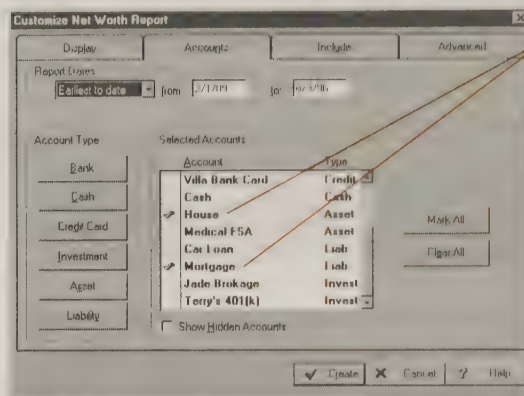 Customize Net Worth Report
Display Accounts Include Advanced
Report Dates
Earliest to date from: to:
Account Type
Selected Accounts
Bank
Cash
Credit Card
Investment
Asset
Liability
Account Type
Villa Bank Card Credit
Cash Cash
House Asset
Medical FSA Asset
Car Loan Liab
Mortgage Liab
Jade Brokage Invest
Terry's 401(k) Invest
Mark All
Clear All
Show Hidden Accounts
Create Cancel Help